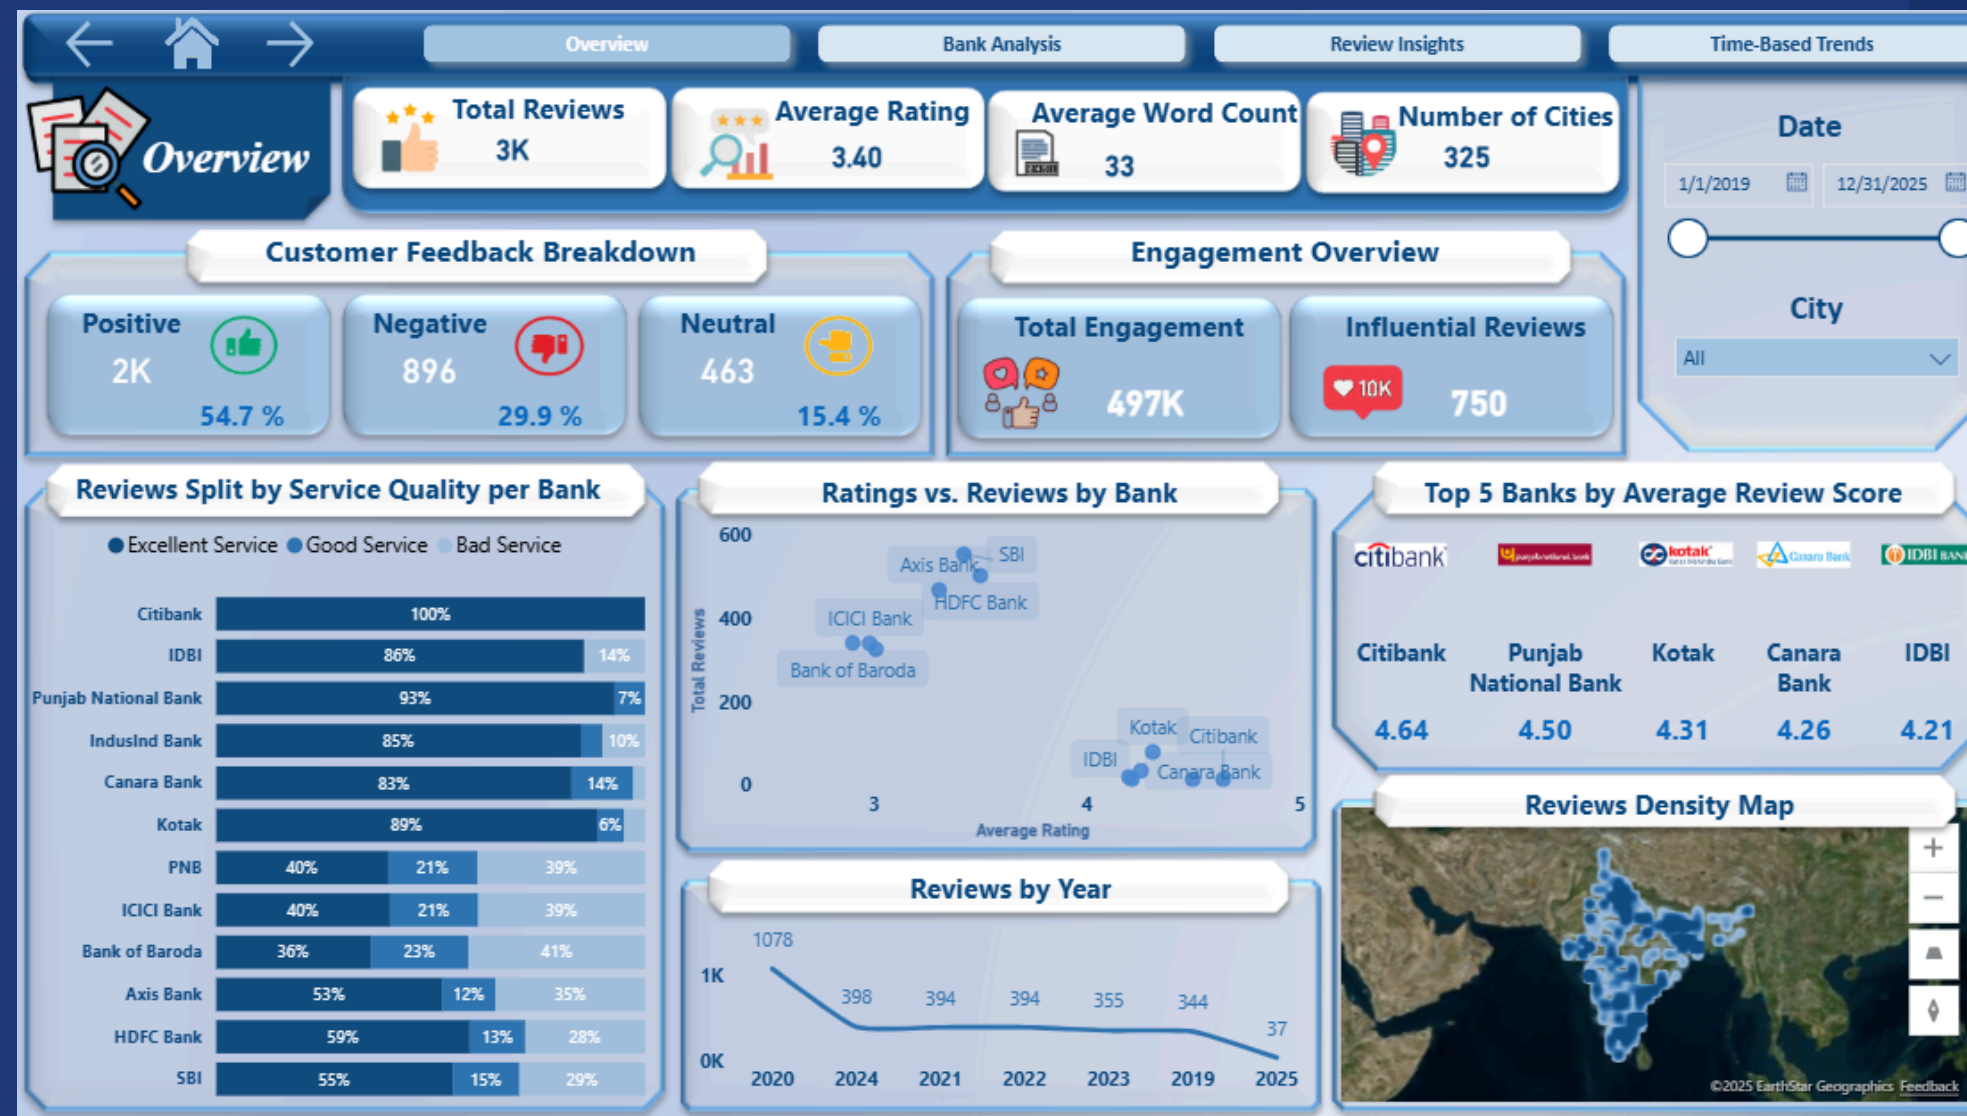 Overview
Bank Analysis
Review Insights
Time-Based Trends
Overview
Total Reviews
3K
Average Rating
3.40
Average Word Count
33
Number of Cities
325
Date
1/1/2019
12/31/2025
City
All
Customer Feedback Breakdown
Positive
2K
54.7 %
Negative
896
29.9 %
Neutral
463
15.4 %
Engagement Overview
Total Engagement
497K
Influential Reviews
10K
750
Reviews Split by Service Quality per Bank
Excellent Service Good Service Bad Service
Citibank 100%
IDBI 86% 14%
Punjab National Bank 93% 7%
IndusInd Bank 85% 10%
Canara Bank 83% 14%
Kotak 89% 6%
PNB 40% 21% 39%
ICICI Bank 40% 21% 39%
Bank of Baroda 36% 23% 41%
Axis Bank 53% 12% 35%
HDFC Bank 59% 13% 28%
SBI 55% 15% 29%
Ratings vs. Reviews by Bank
Total Reviews
600
400
200
0
SBI
Axis Bank
HDFC Bank
ICICI Bank
Bank of Baroda
Kotak
Citibank
IDBI
Canara Bank
3 4 5
Average Rating
Reviews by Year
1K
0K
1078 398 394 394 355 344 37
2020 2024 2021 2022 2023 2019 2025
Top 5 Banks by Average Review Score
citibank
punjab national bank
kotak
Canara Bank
IDBI BANK
Citibank
Punjab
National Bank
Kotak
Canara
Bank
IDBI
4.64 4.50 4.31 4.26 4.21
Reviews Density Map
©2025 EarthStar Geographics Feedback